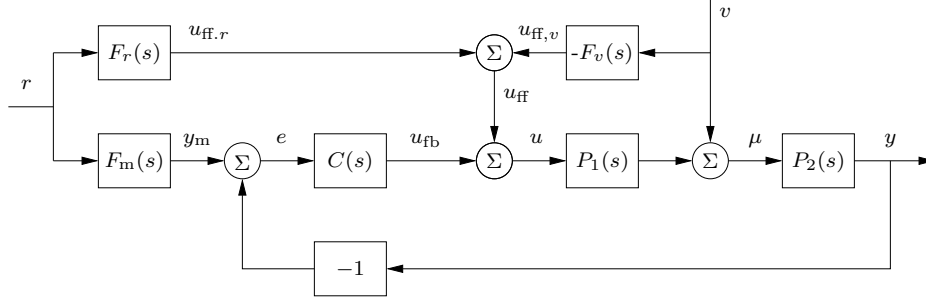 v
u_ff.r
u_ff,v
F_r(s)
Σ
-F_v(s)
r
u_ff
y_m
e
u_fb
u
μ
y
F_m(s)
Σ
C(s)
Σ
P_1(s)
Σ
P_2(s)
−1